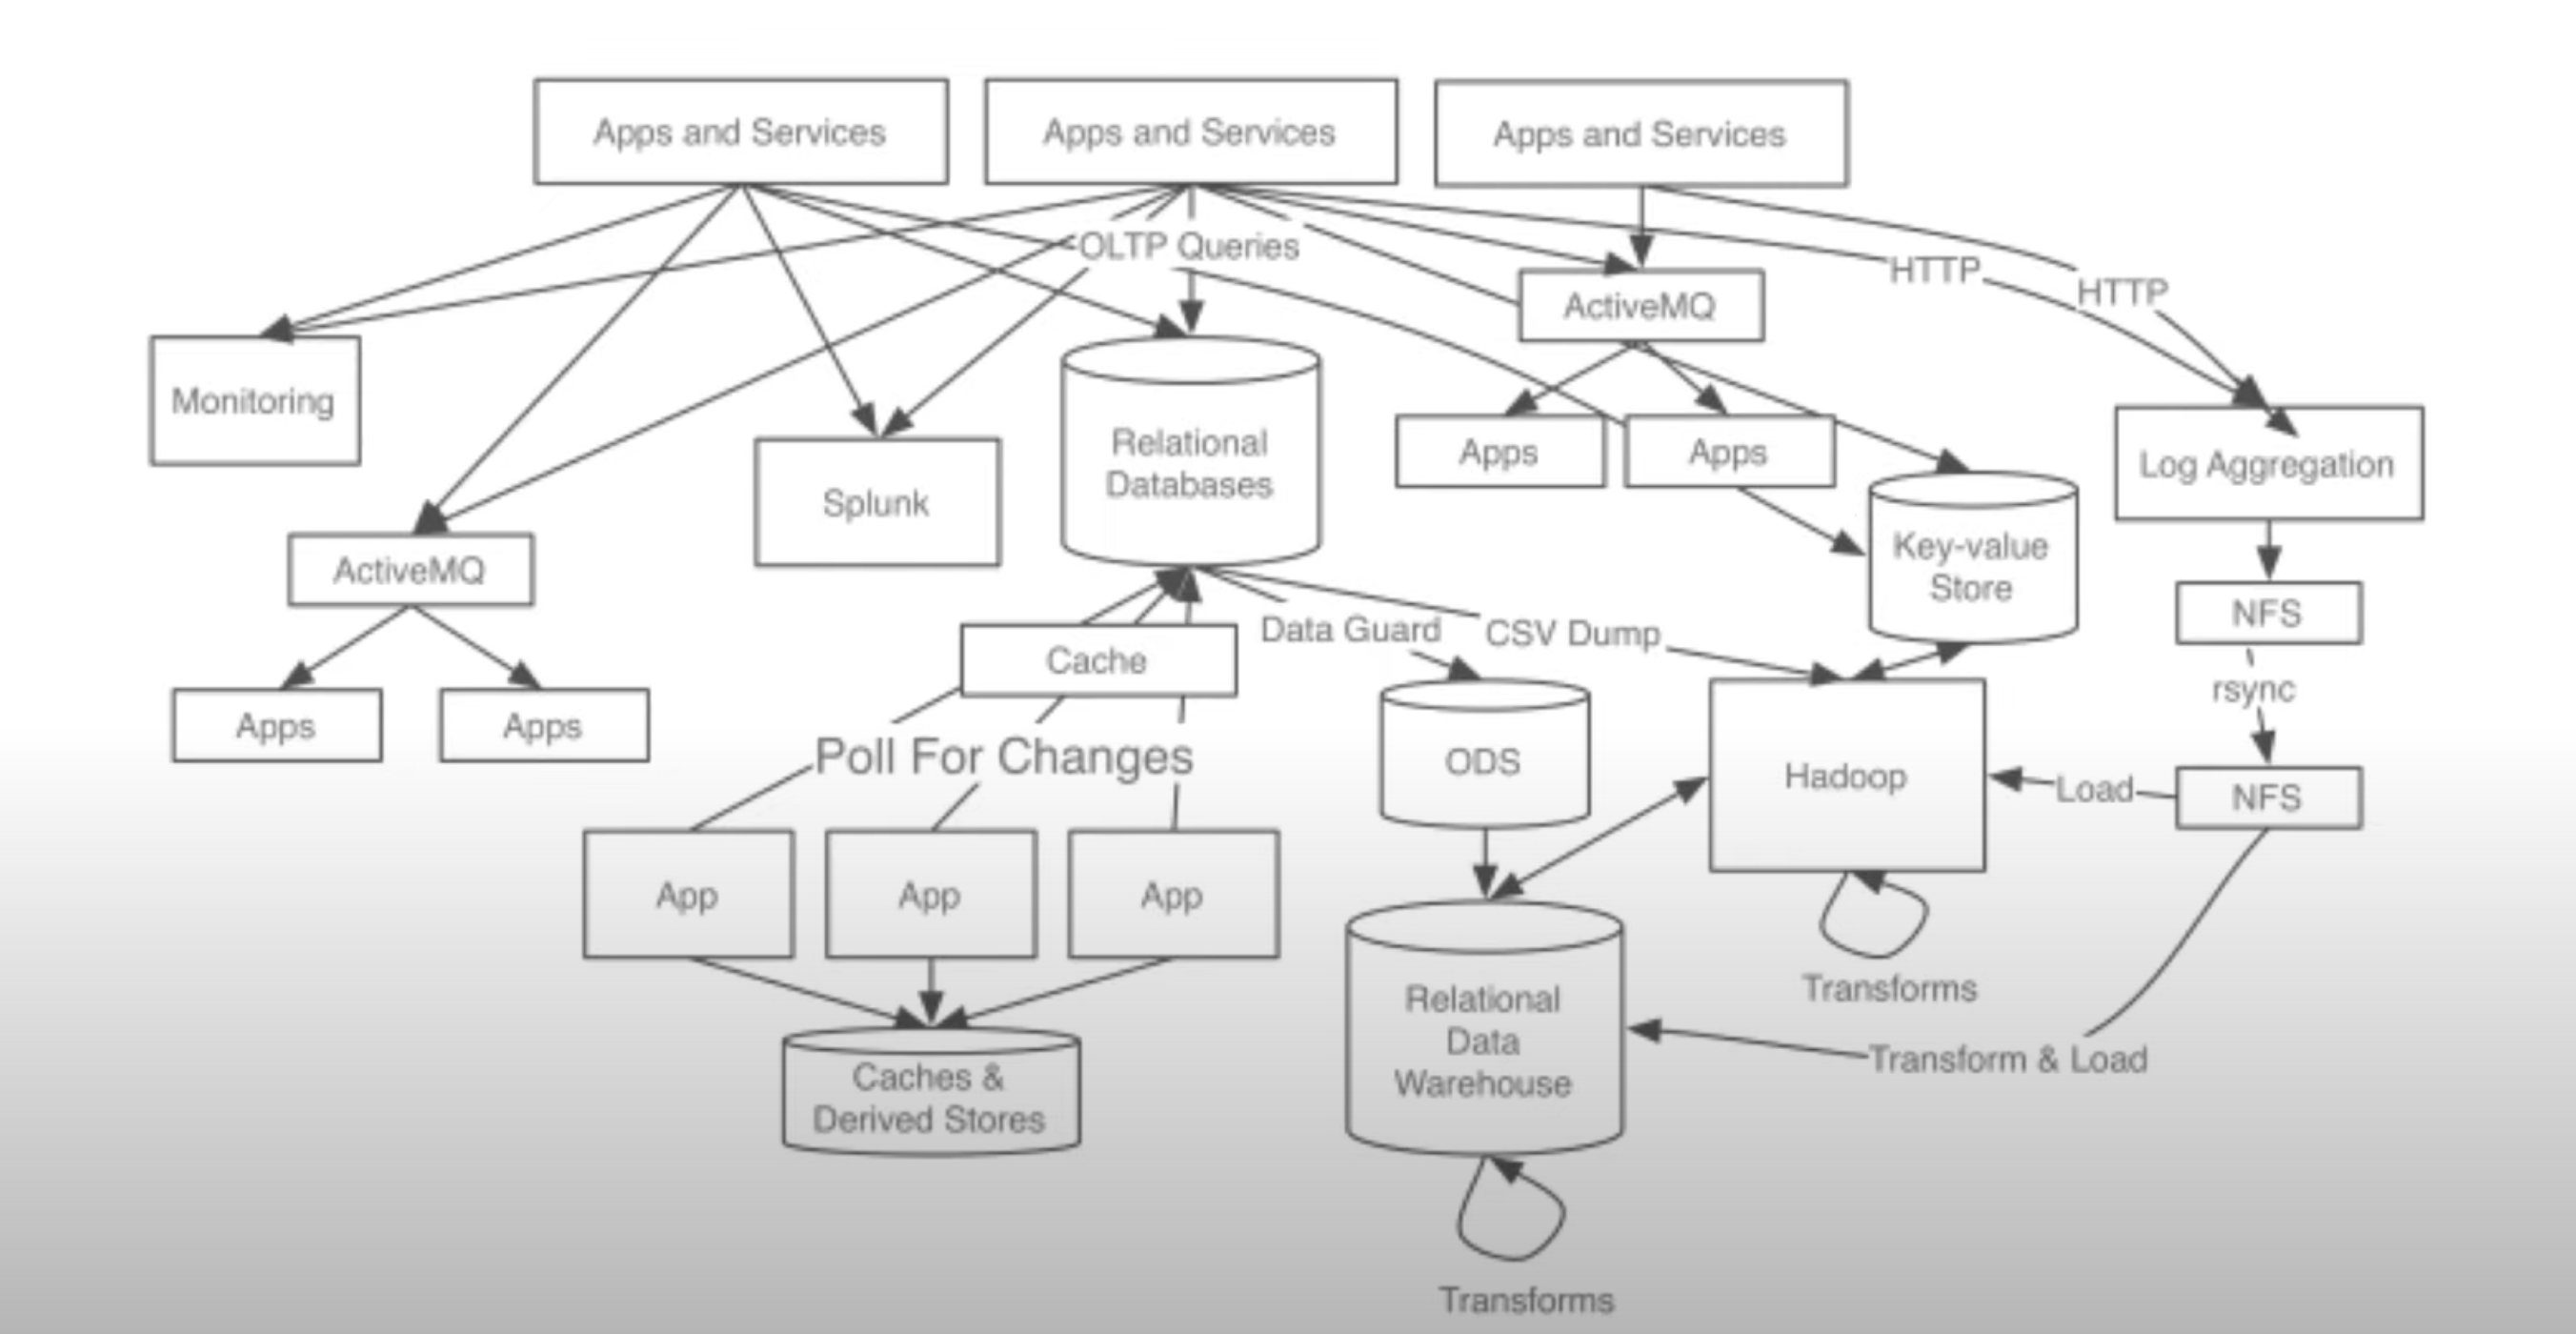 Apps and Services
Apps and Services
Apps and Services
OLTP Queries
HTTP
HTTP
ActiveMQ
Monitoring
Relational
Databases
Apps
Apps
Log Aggregation
Splunk
Key-value
Store
ActiveMQ
NFS
Data Guard
CSV Dump
Cache
rsync
Apps
Apps
Poll For Changes
ODS
Hadoop
Load
NFS
App
App
App
Transforms
Relational
Data
Warehouse
Transform & Load
Caches &
Derived Stores
Transforms